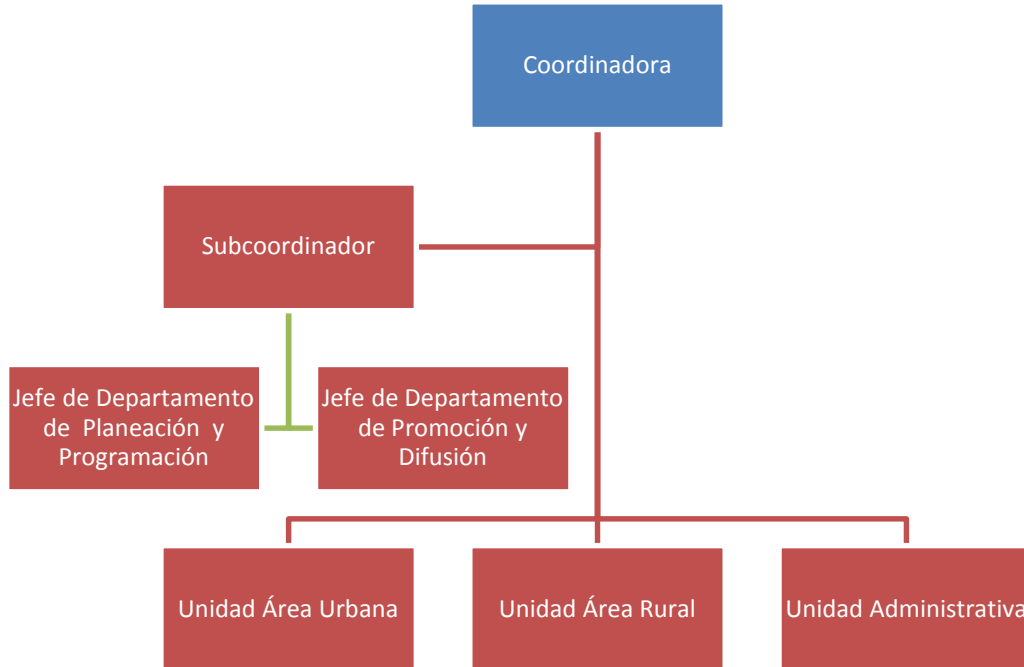 Coordinadora
Subcoordinador
Jefe de Departamento
de Planeación y
Programación
Jefe de Departamento
de Promoción y
Difusión
Unidad Área Urbana
Unidad Área Rural
Unidad Administrativa